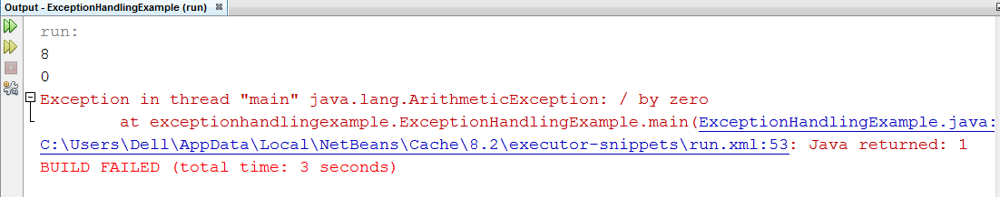 Output - ExceptionHandlingExample (run)
run:
8
0
Exception in thread "main" java.lang.ArithmeticException: / by zero
at exceptionhandlingexample.ExceptionHandlingExample.main(ExceptionHandlingExample.java:
C:\Users\Dell\AppData\Local\NetBeans\Cache\8.2\executor-snippets\run.xml:53: Java returned: 1
BUILD FAILED (total time: 3 seconds)